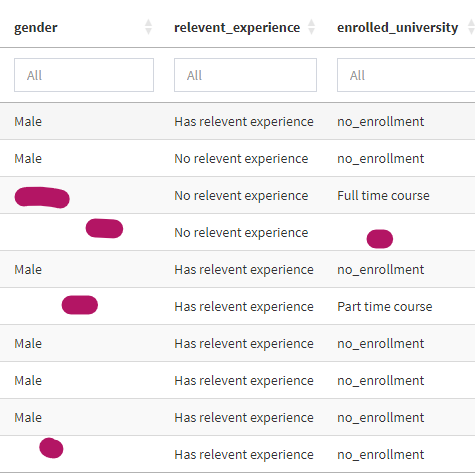 gender relevent_experience enrolled_university
All All All
Male Has relevent experience no_enrollment
Male No relevent experience no_enrollment
No relevent experience Full time course
No relevent experience
Male Has relevent experience no_enrollment
Has relevent experience Part time course
Male Has relevent experience no_enrollment
Male Has relevent experience no_enrollment
Male Has relevent experience no_enrollment
Has relevent experience no_enrollment